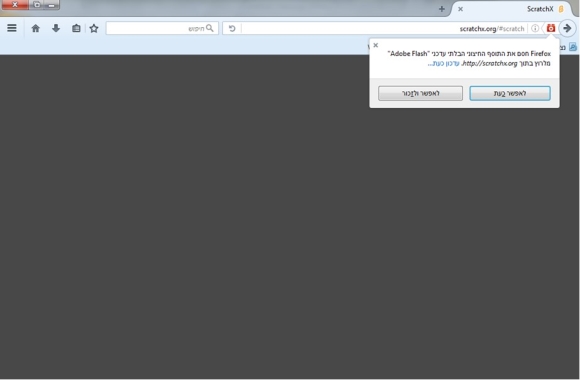 ScratchX
scratchx.org/#scratch
חיפוש
Firefox חסם את התוסף החיצוני הבלתי עדכני "Adobe Flash"
מלרוץ בתוך http://scratchx.org. עדכון כעת...
לאפשר כעת
לאפשר ולזכור